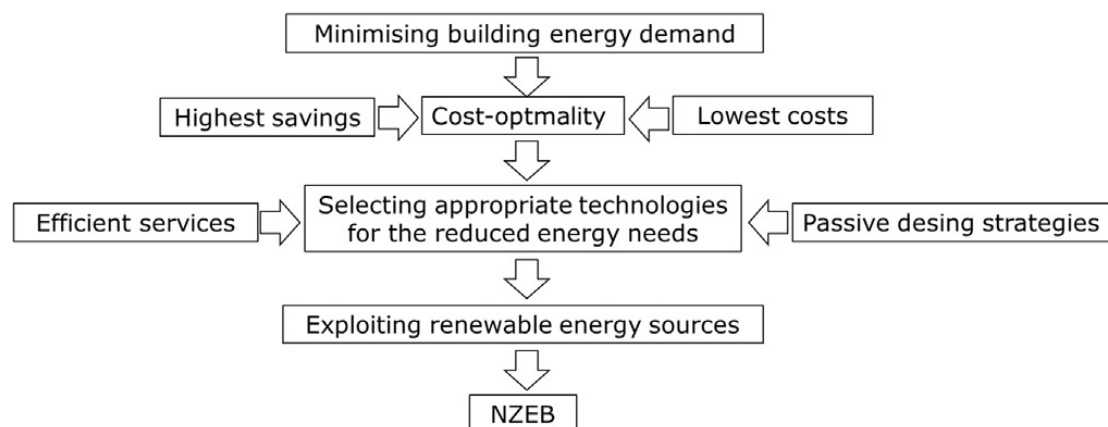 Minimising building energy demand
Highest savings
Cost-optmality
Lowest costs
Efficient services
Selecting appropriate technologies
for the reduced energy needs
Passive desing strategies
Exploiting renewable energy sources
NZEB